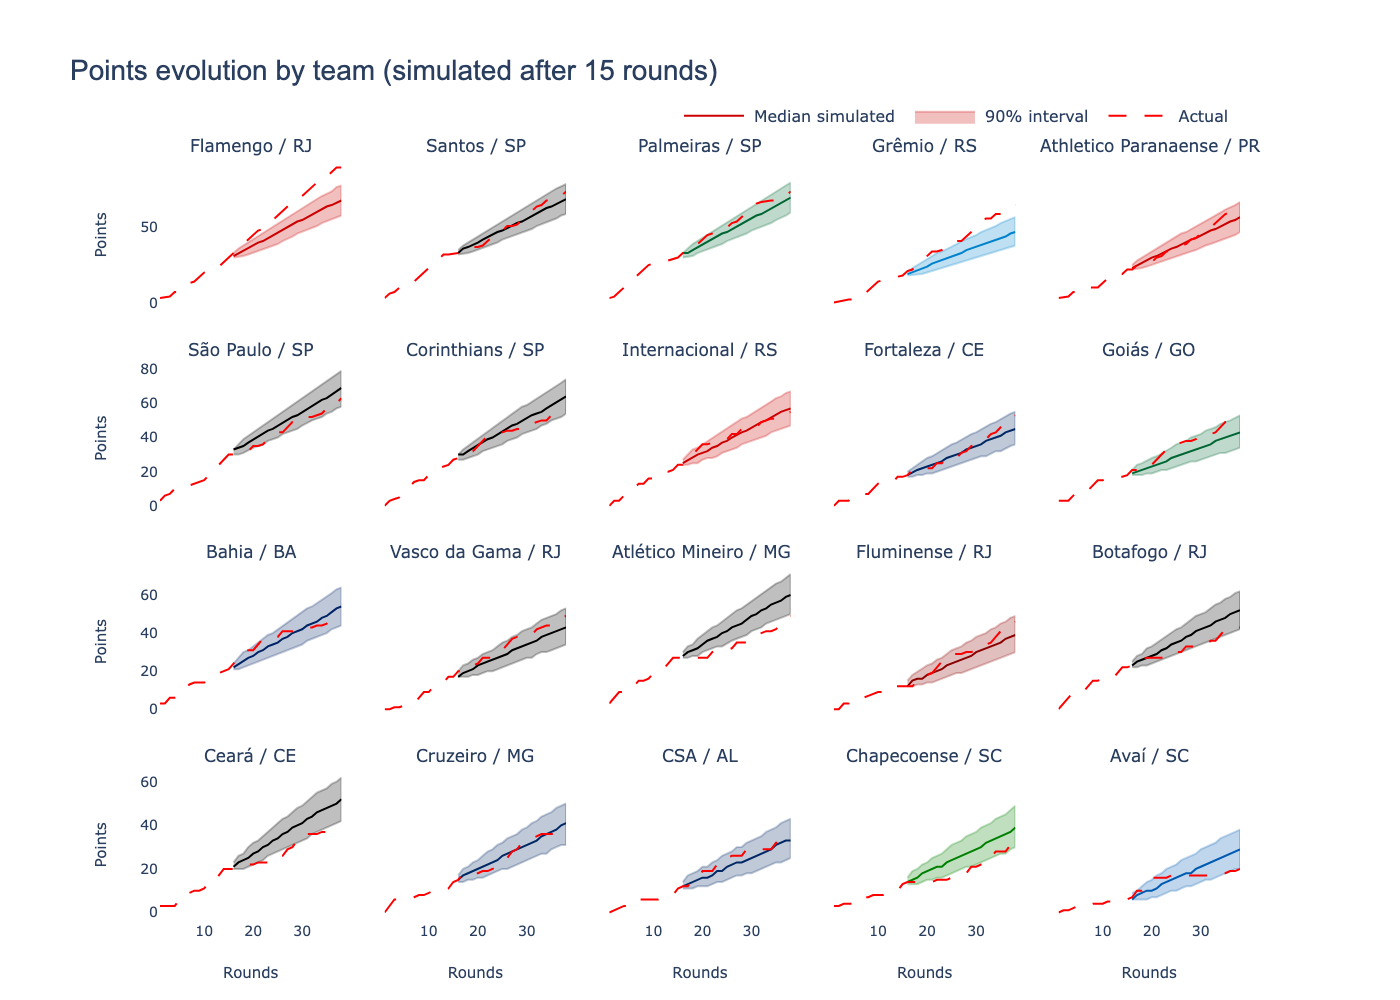 Points evolution by team (simulated after 15 rounds)
Median simulated 90% interval Actual
Flamengo / RJ Santos / SP Palmeiras / SP Grêmio / RS Athletico Paranaense / PR
Points
50
0
São Paulo / SP Corinthians / SP Internacional / RS Fortaleza / CE Goiás / GO
Points
80
60
40
20
0
Bahia / BA Vasco da Gama / RJ Atlético Mineiro / MG Fluminense / RJ Botafogo / RJ
Points
60
40
20
0
Ceará / CE Cruzeiro / MG CSA / AL Chapecoense / SC Avaí / SC
Points
60
40
20
0
10 20 30 10 20 30 10 20 30 10 20 30 10 20 30
Rounds Rounds Rounds Rounds Rounds